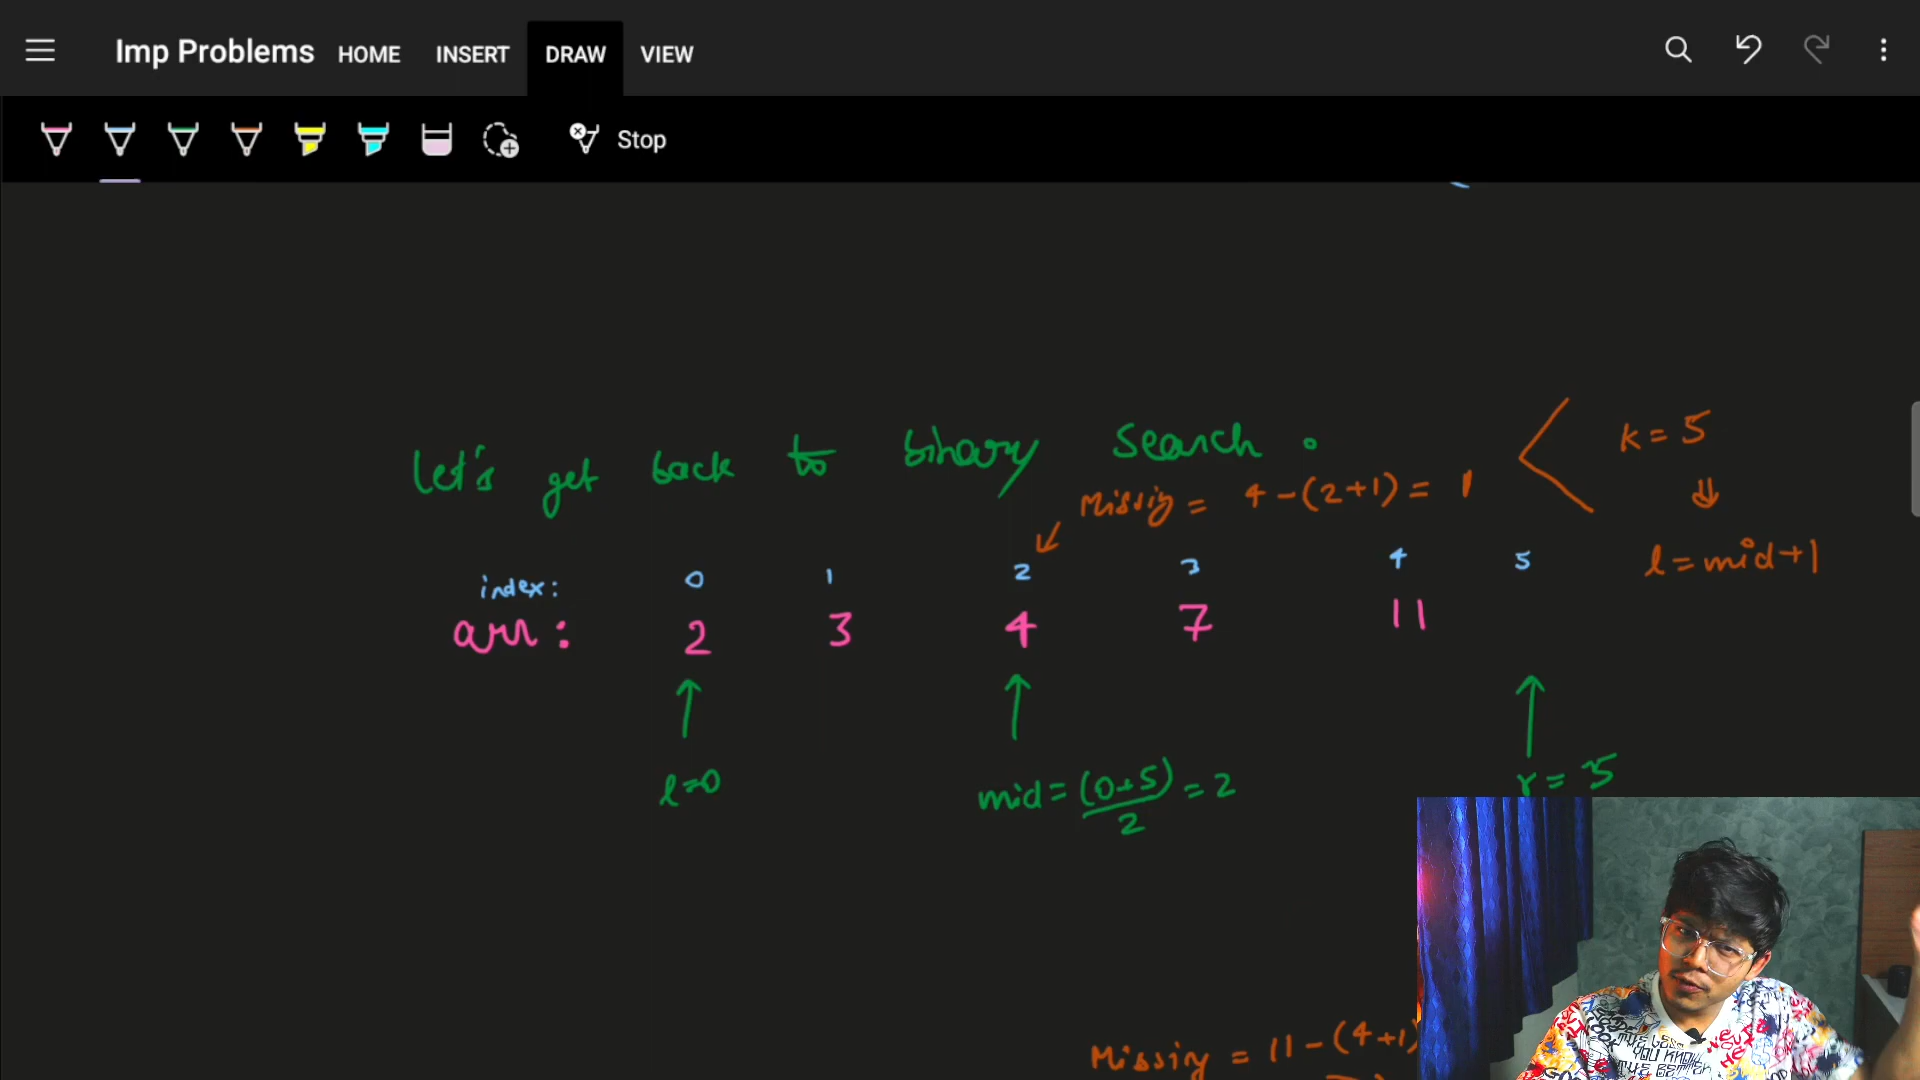 Imp Problems HOME INSERT DRAW VIEW
Stop
Let's get back to binary search.
k = 5
Missing = 4 - (2+1) = 1
l = mid+1
index: 0 1 2 3 4 5
arr: 2 3 4 7 11
l=0
mid = (0+5)/2 = 2
r = 5
Missing = 11 - (4+1)